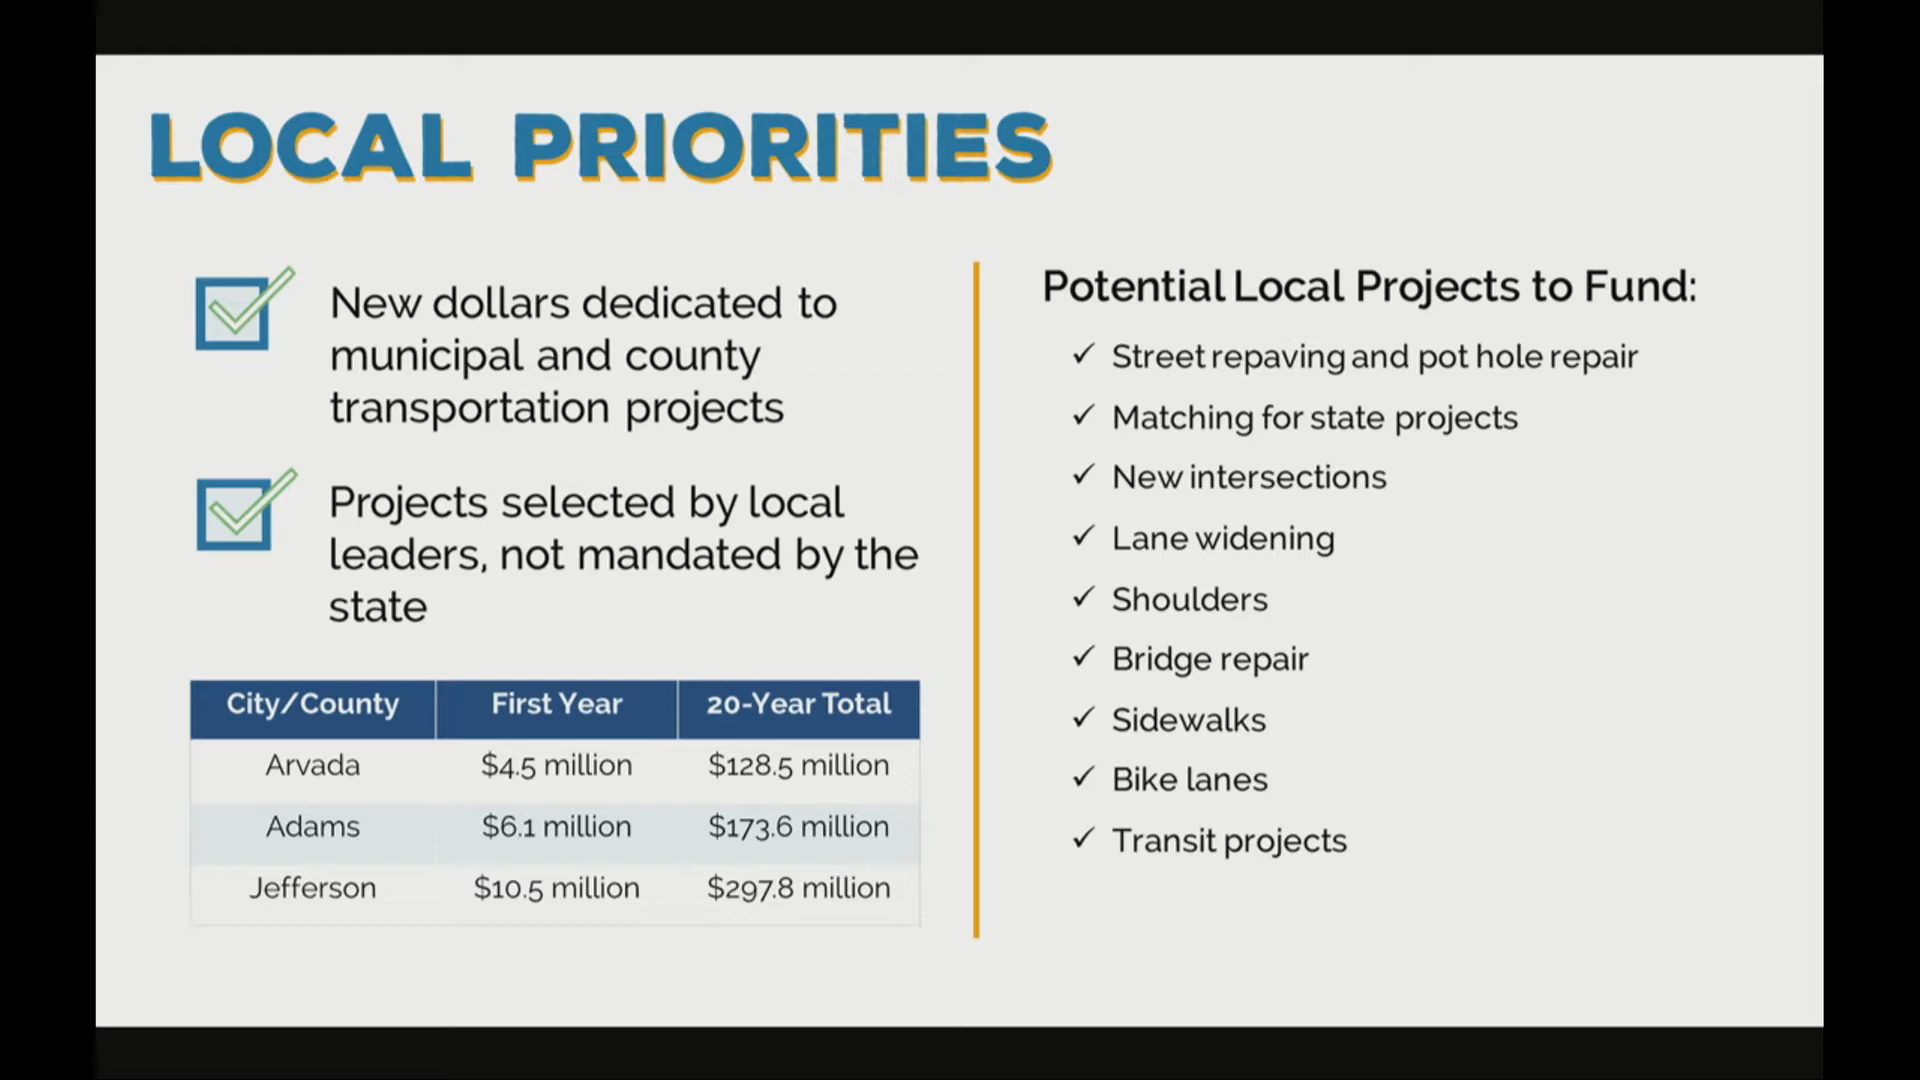 LOCAL PRIORITIES
New dollars dedicated to
municipal and county
transportation projects
Projects selected by local
leaders, not mandated by the
state
City/County First Year 20-Year Total
Arvada $4.5 million $128.5 million
Adams $6.1 million $173.6 million
Jefferson $10.5 million $297.8 million
Potential Local Projects to Fund:
✓ Street repaving and pot hole repair
✓ Matching for state projects
✓ New intersections
✓ Lane widening
✓ Shoulders
✓ Bridge repair
✓ Sidewalks
✓ Bike lanes
✓ Transit projects